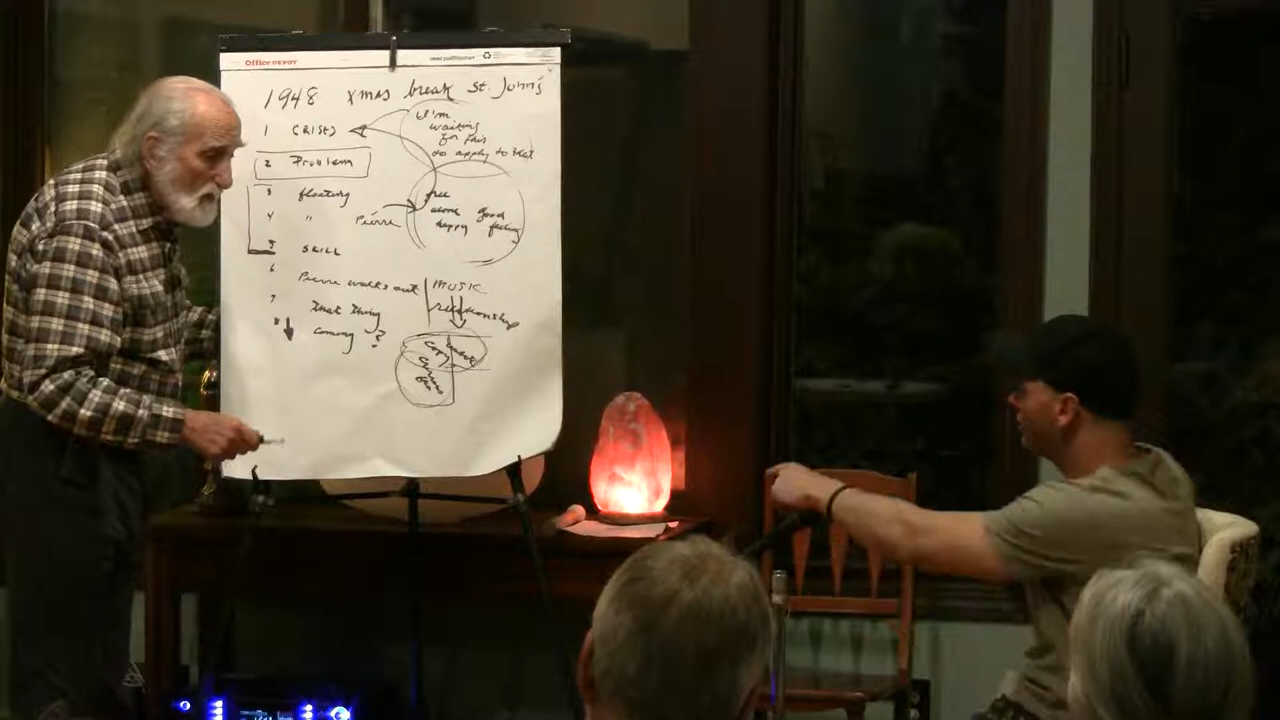 Office DEPOT
1948 xmas break St. John's
1 CRISIS
I'm
waiting
for this
to apply to that
2 Problem
3 floating
4 " Pierre
free
alone good
happy feeling
5 SKILL
6 Pierre walks out
MUSIC
relationship
7 that thing
8 coming ?
copy